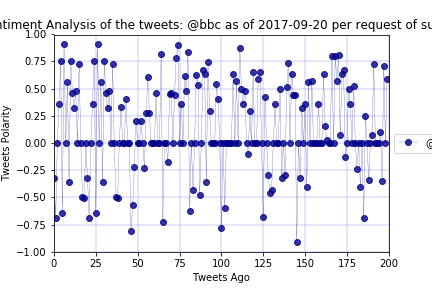 ntiment Analysis of the tweets: @bbc as of 2017-09-20 per request of su
1.00
0.75
0.50
0.25
0.00
−0.25
−0.50
−0.75
−1.00
Tweets Polarity
0 25 50 75 100 125 150 175 200
Tweets Ago
@